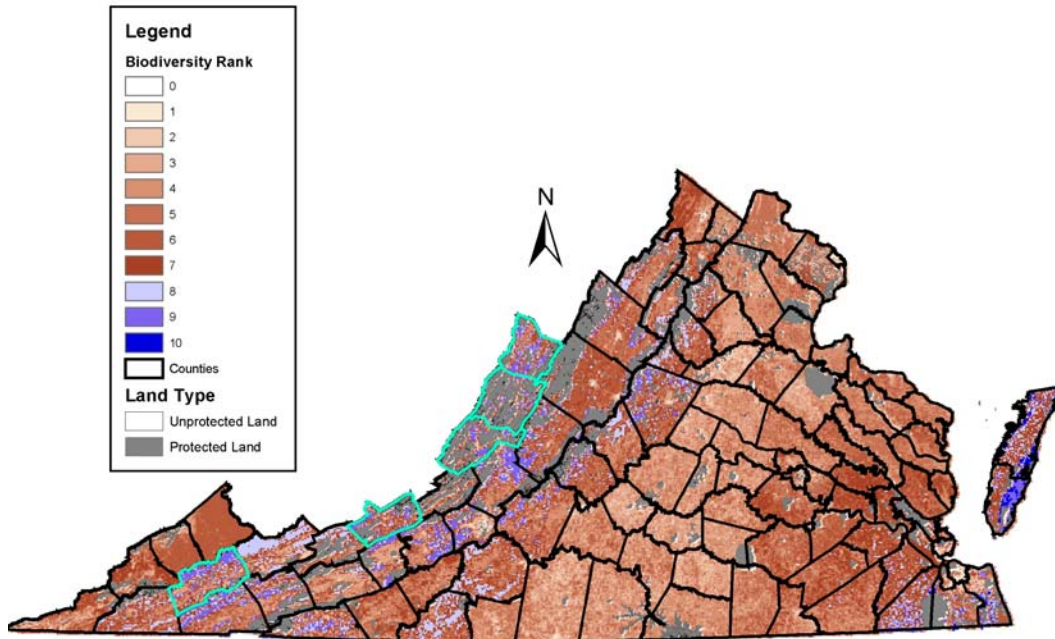 Legend
Biodiversity Rank
0
1
2
3
4
5
6
7
8
9
10
Counties
Land Type
Unprotected Land
Protected Land
N